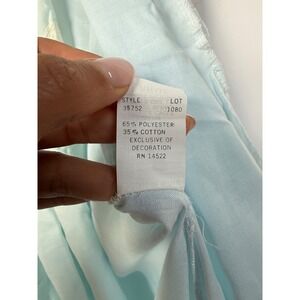 STYLE LOT
15752 1080
65% POLYESTER
35% COTTON
EXCLUSIVE OF
DECORATION
RN 14522